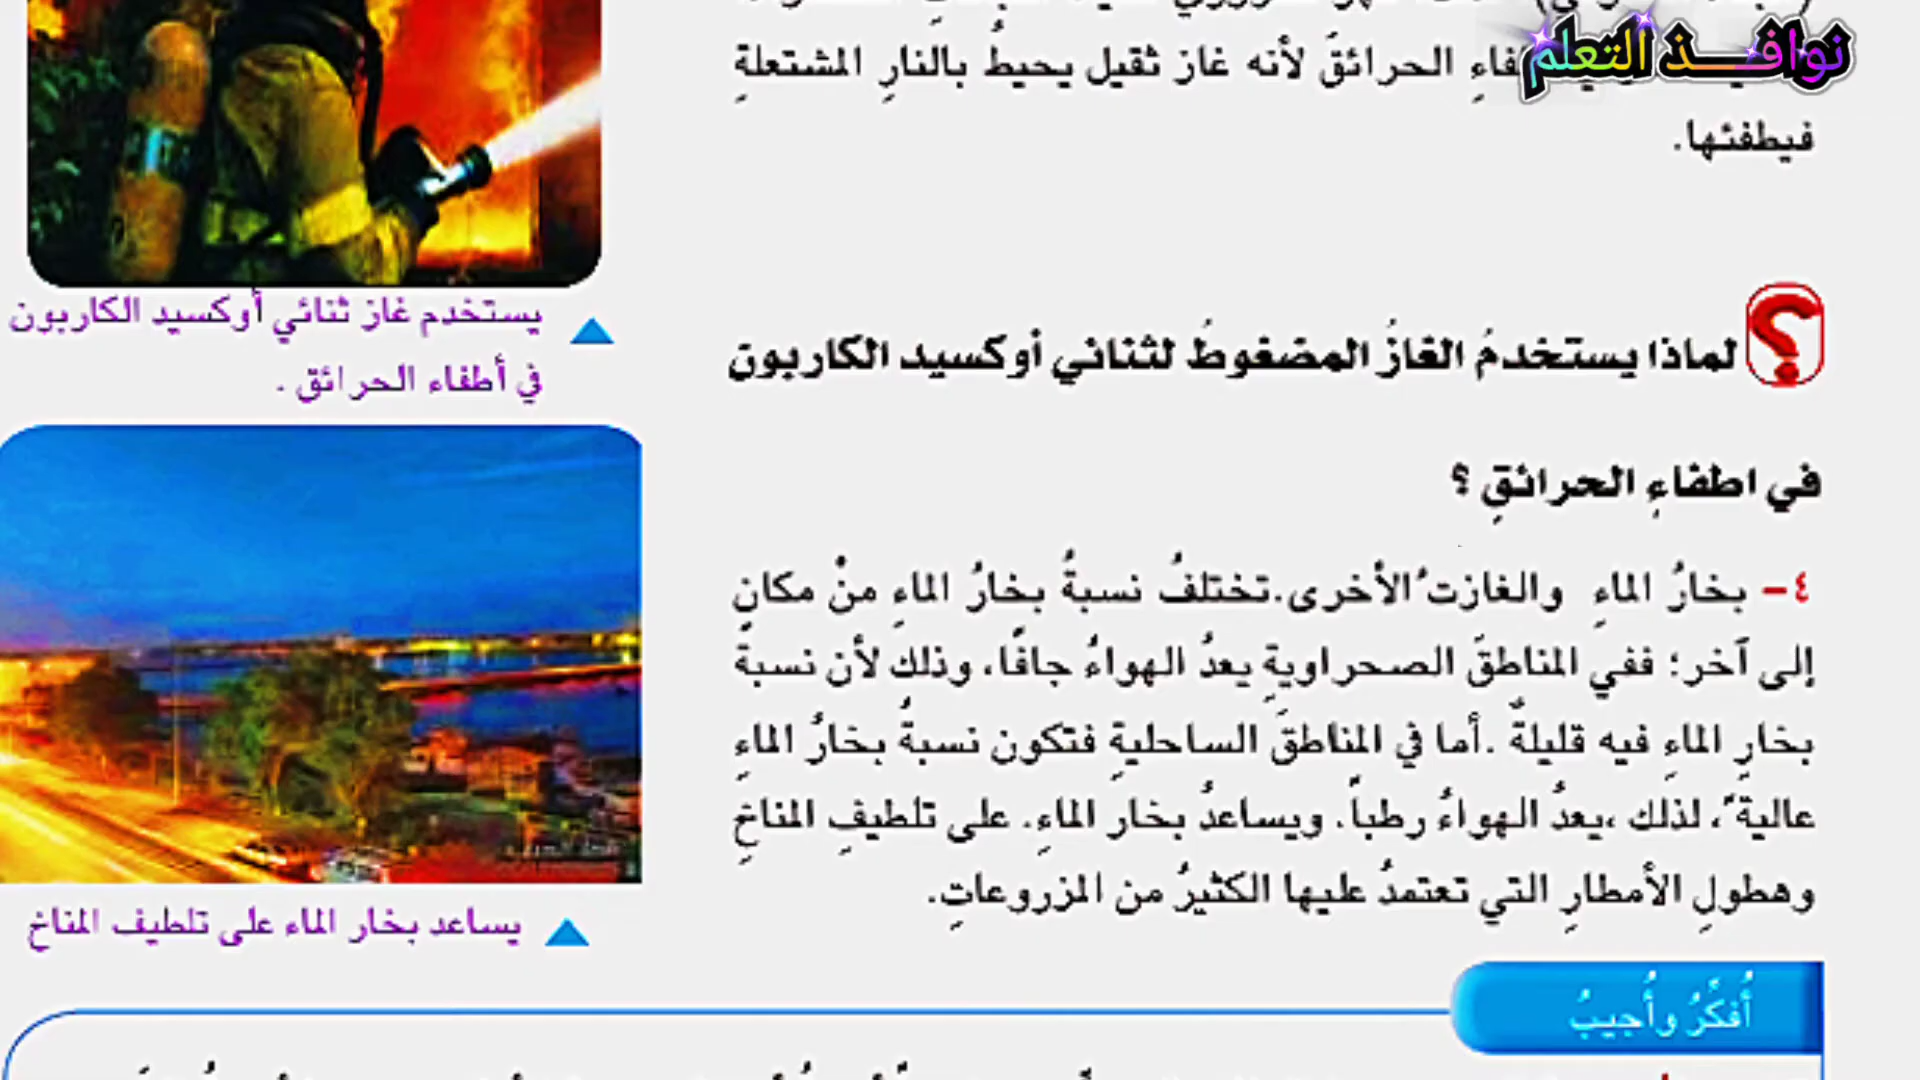 نوافذ التعلم
الحرائقَ لأنه غاز ثقيل يحيطُ بالنارِ المشتعلةِ
فيطفئها.
يستخدم غاز ثنائي أوكسيد الكاربون
في أطفاء الحرائق .
لماذا يستخدمُ الغازُ المضغوطُ لثنائي أوكسيد الكاربون
في اطفاءِ الحرائقِ ؟
٤- بخارُ الماءِ والغازتُ الأخرى.تختلفُ نسبةُ بخارُ الماءِ منْ مكانٍ
إلى آخر؛ ففي المناطقَ الصحراويةِ يعدُ الهواءُ جافًا، وذلك لأن نسبةَ
بخارِ الماءِ فيه قليلةٌ .أما في المناطقَ الساحليةِ فتكون نسبةُ بخارُ الماءِ
عاليةً، لذلك ،يعدُ الهواءُ رطباً. ويساعدُ بخار الماءِ. على تلطيفِ المناخِ
وهطولِ الأمطارِ التي تعتمدُ عليها الكثيرُ من المزروعاتِ.
يساعد بخار الماء على تلطيف المناخ
أُفكُرُ وأُجيبُ